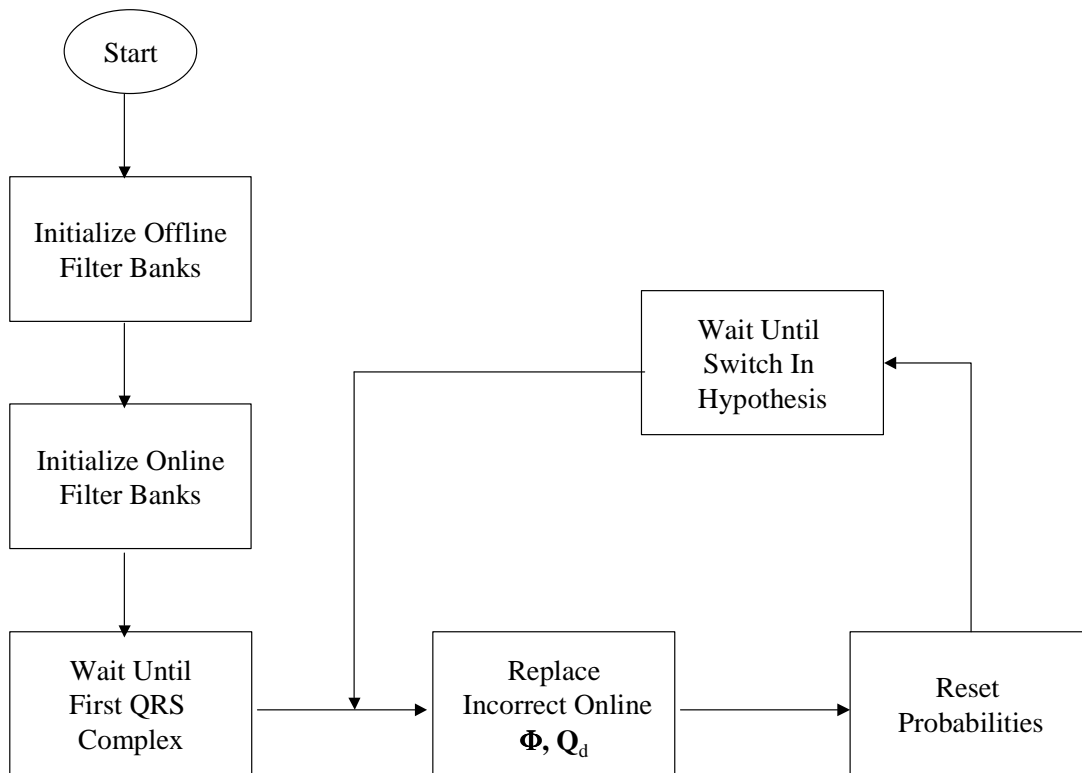 Start
Initialize Offline
Filter Banks
Initialize Online
Filter Banks
Wait Until
First QRS
Complex
Replace
Incorrect Online
Φ, Qd
Reset
Probabilities
Wait Until
Switch In
Hypothesis